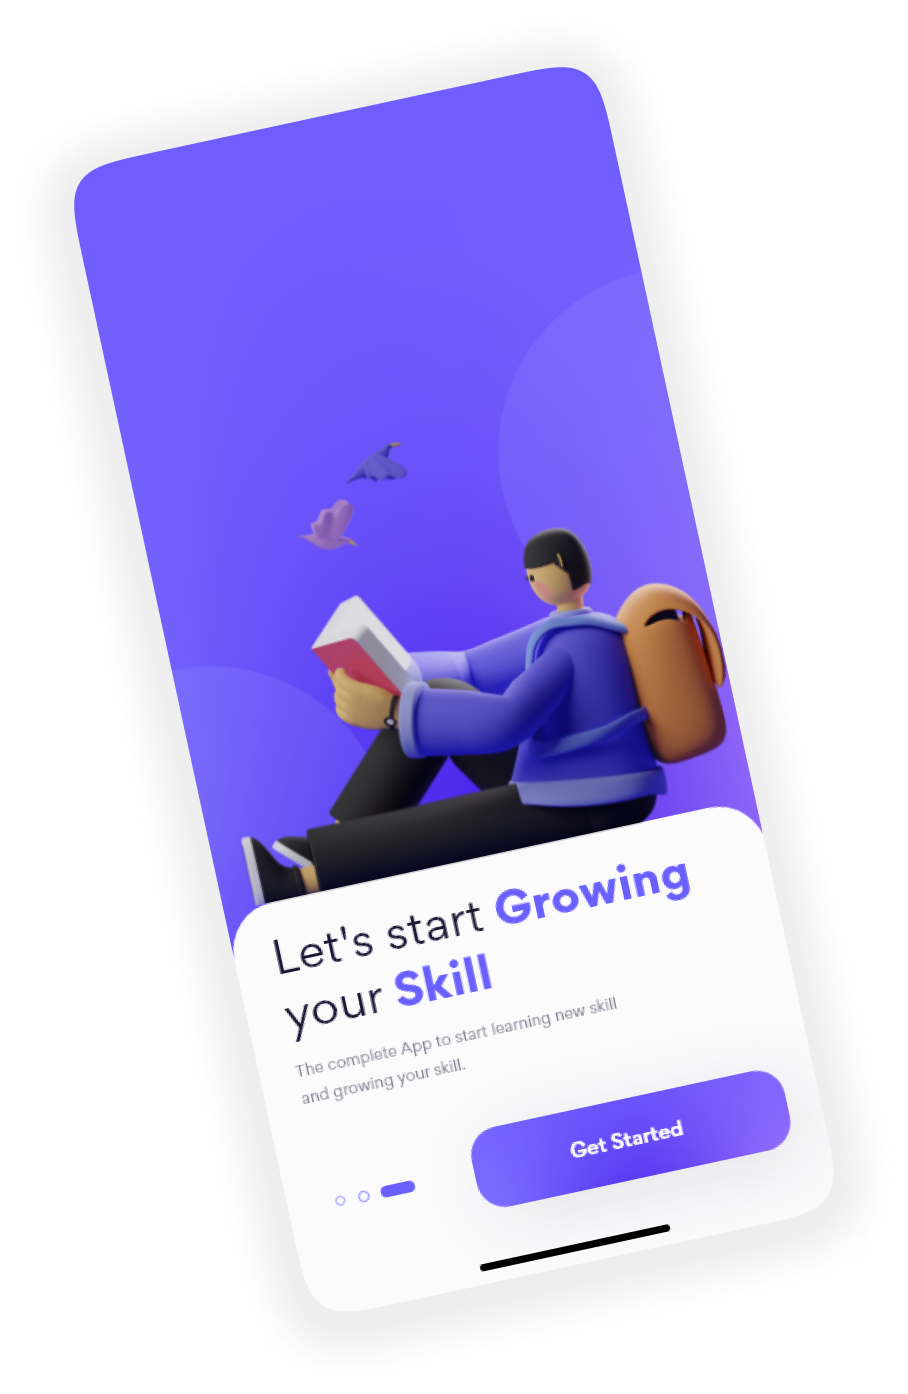 Let's start Growing
your Skill
The complete App to start learning new skill
and growing your skill.
Get Started